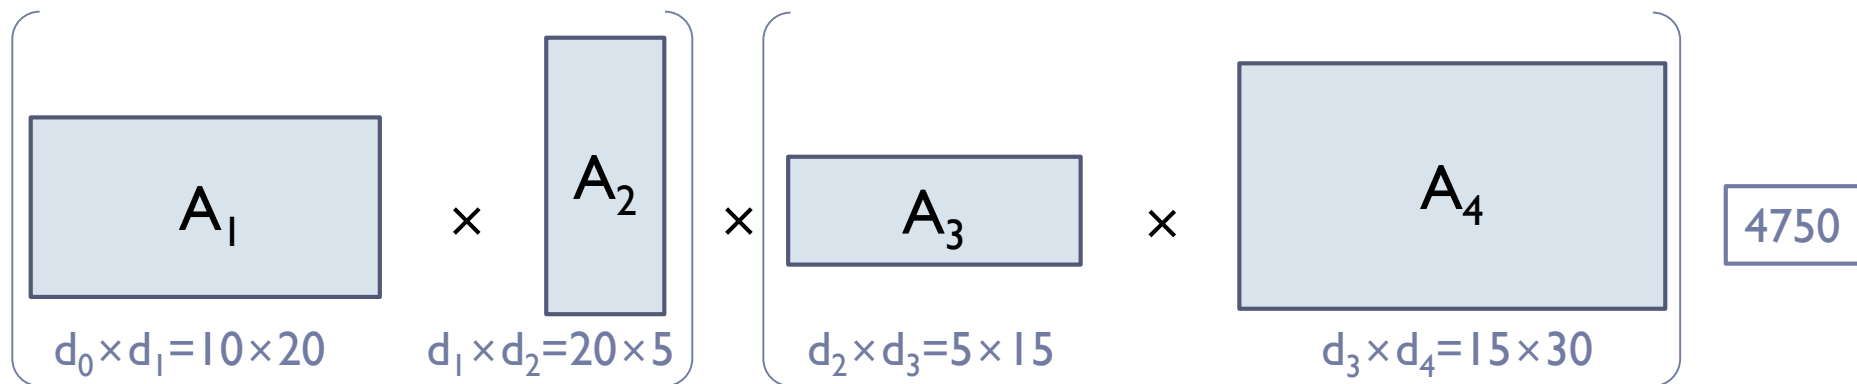 A₁ × A₂ × A₃ × A₄ 4750
d₀×d₁=10×20 d₁×d₂=20×5 d₂×d₃=5×15 d₃×d₄=15×30